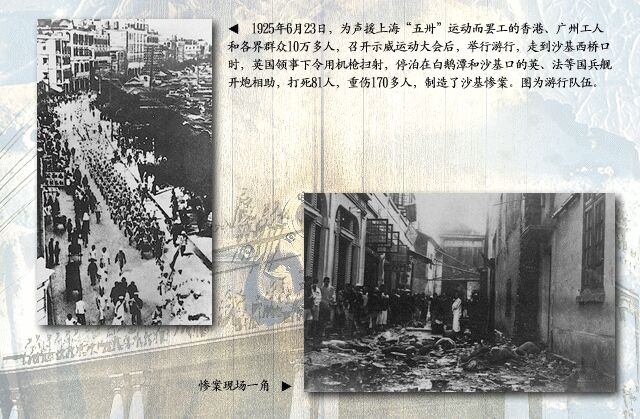 ◀ 1925年6月23日，为声援上海“五卅”运动而罢工的香港、广州工人
和各界群众10万多人，召开示威运动大会后，举行游行，走到沙基西桥口
时，英国领事下令用机枪扫射，停泊在白鹅潭和沙基口的英、法等国兵舰
开炮相助，打死81人，重伤170多人，制造了沙基惨案。图为游行队伍。
惨案现场一角 ▶